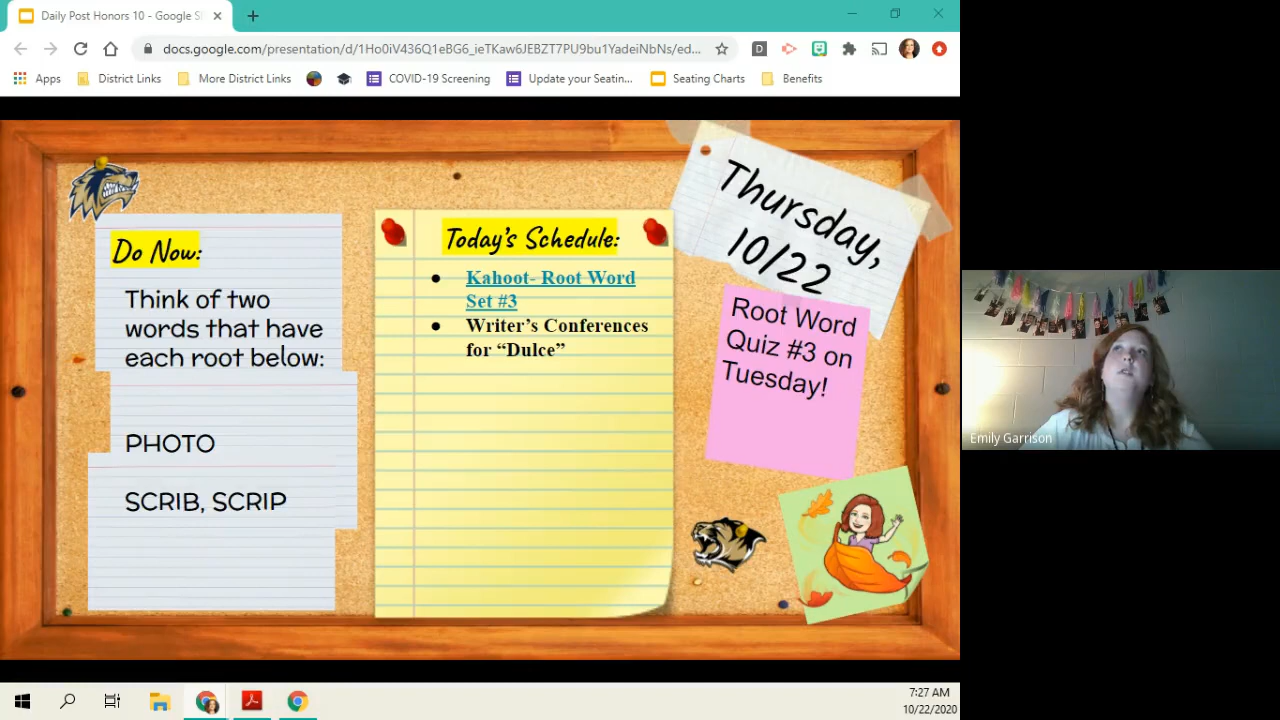 Daily Post Honors 10 - Google Sl
docs.google.com/presentation/d/1Ho0iV436Q1eBG6_ieTKaw6JEBZT7PU9bu1YadeiNbNs/ed...
Apps
District Links
More District Links
COVID-19 Screening
Update your Seatin...
Seating Charts
Benefits
Do Now:
Think of two
words that have
each root below:
PHOTO
SCRIB, SCRIP
Today's Schedule:
● Kahoot- Root Word
Set #3
● Writer's Conferences
for "Dulce"
Thursday,
10/22
Root Word
Quiz #3 on
Tuesday!
Emily Garrison
7:27 AM
10/22/2020